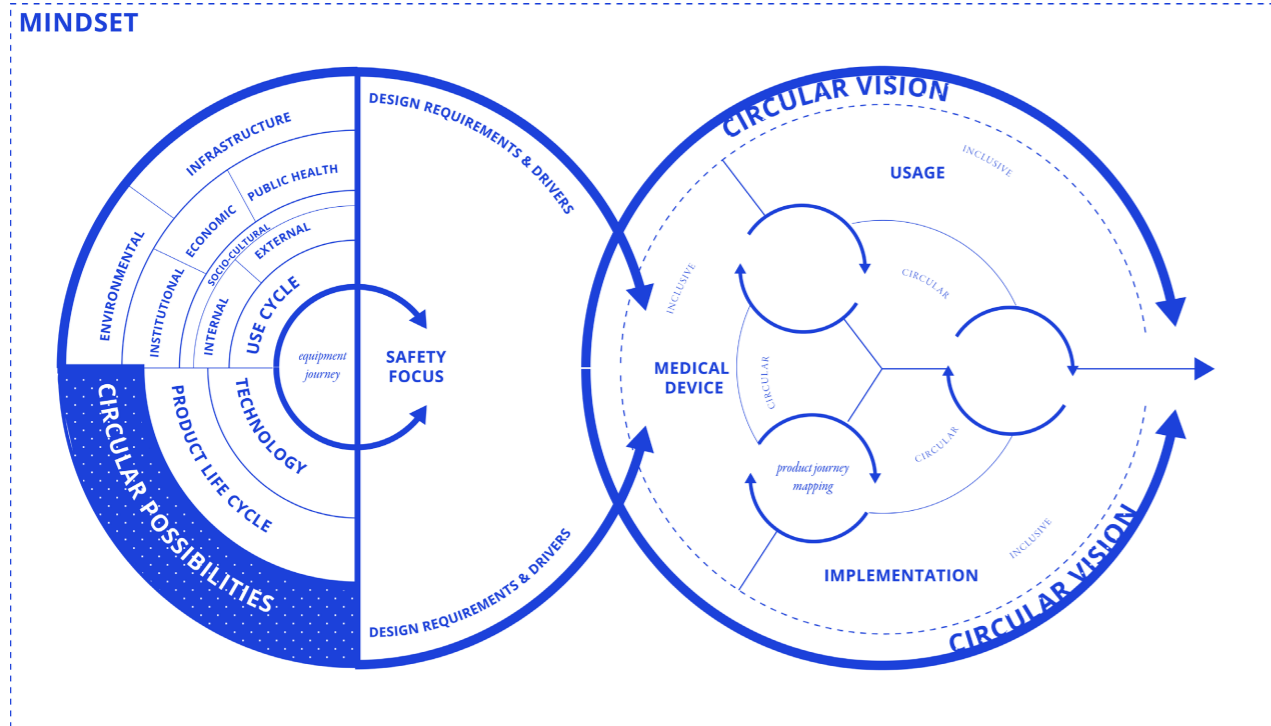 MINDSET
INFRASTRUCTURE
PUBLIC HEALTH
ECONOMIC
SOCIO-CULTURAL
EXTERNAL
ENVIRONMENTAL
INSTITUTIONAL
INTERNAL
USE CYCLE
equipment
journey
SAFETY
FOCUS
TECHNOLOGY
PRODUCT LIFE CYCLE
CIRCULAR POSSIBILITIES
DESIGN REQUIREMENTS & DRIVERS
DESIGN REQUIREMENTS & DRIVERS
CIRCULAR VISION
USAGE
INCLUSIVE
INCLUSIVE
CIRCULAR
MEDICAL
DEVICE
CIRCULAR
CIRCULAR
product journey
mapping
INCLUSIVE
IMPLEMENTATION
CIRCULAR VISION